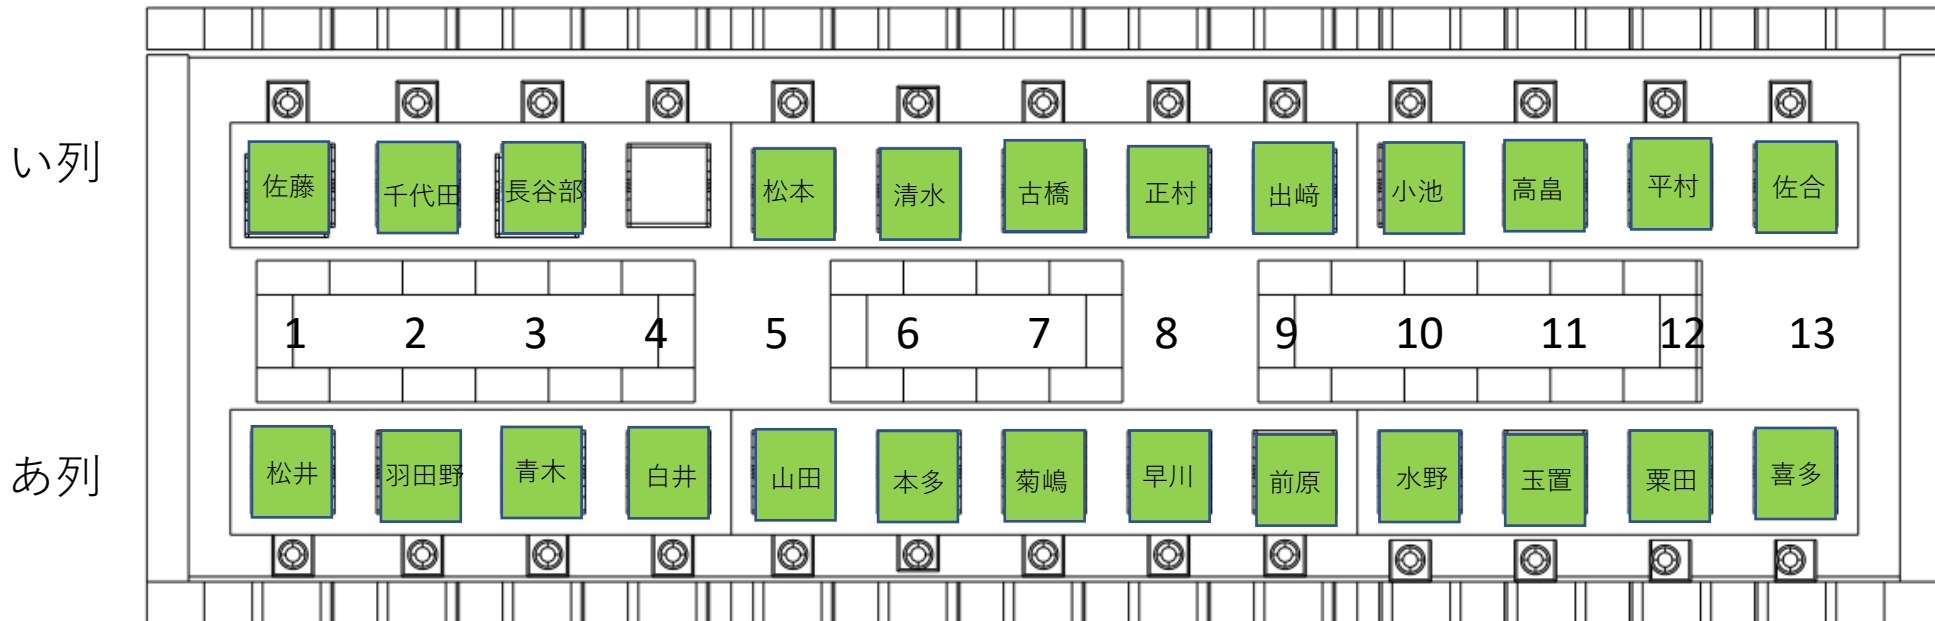 い列
佐藤 千代田 長谷部 松本 清水 古橋 正村 出﨑 小池 高畠 平村 佐合
1 2 3 4 5 6 7 8 9 10 11 12 13
あ列
松井 羽田野 青木 白井 山田 本多 菊嶋 早川 前原 水野 玉置 栗田 喜多